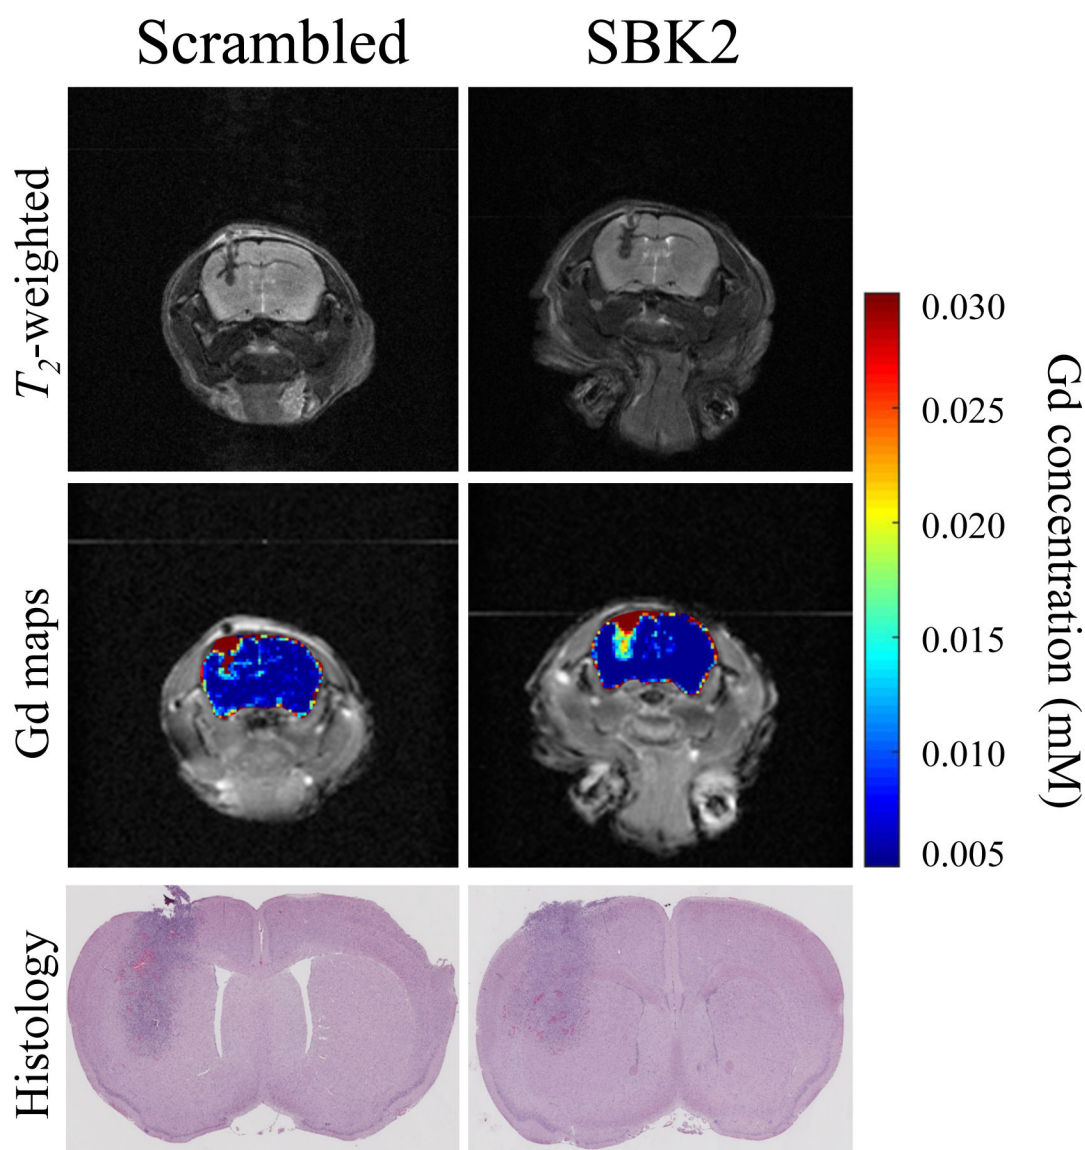 Scrambled
SBK2
T2-weighted
Gd maps
Histology
0.030
0.025
0.020
0.015
0.010
0.005
Gd concentration (mM)